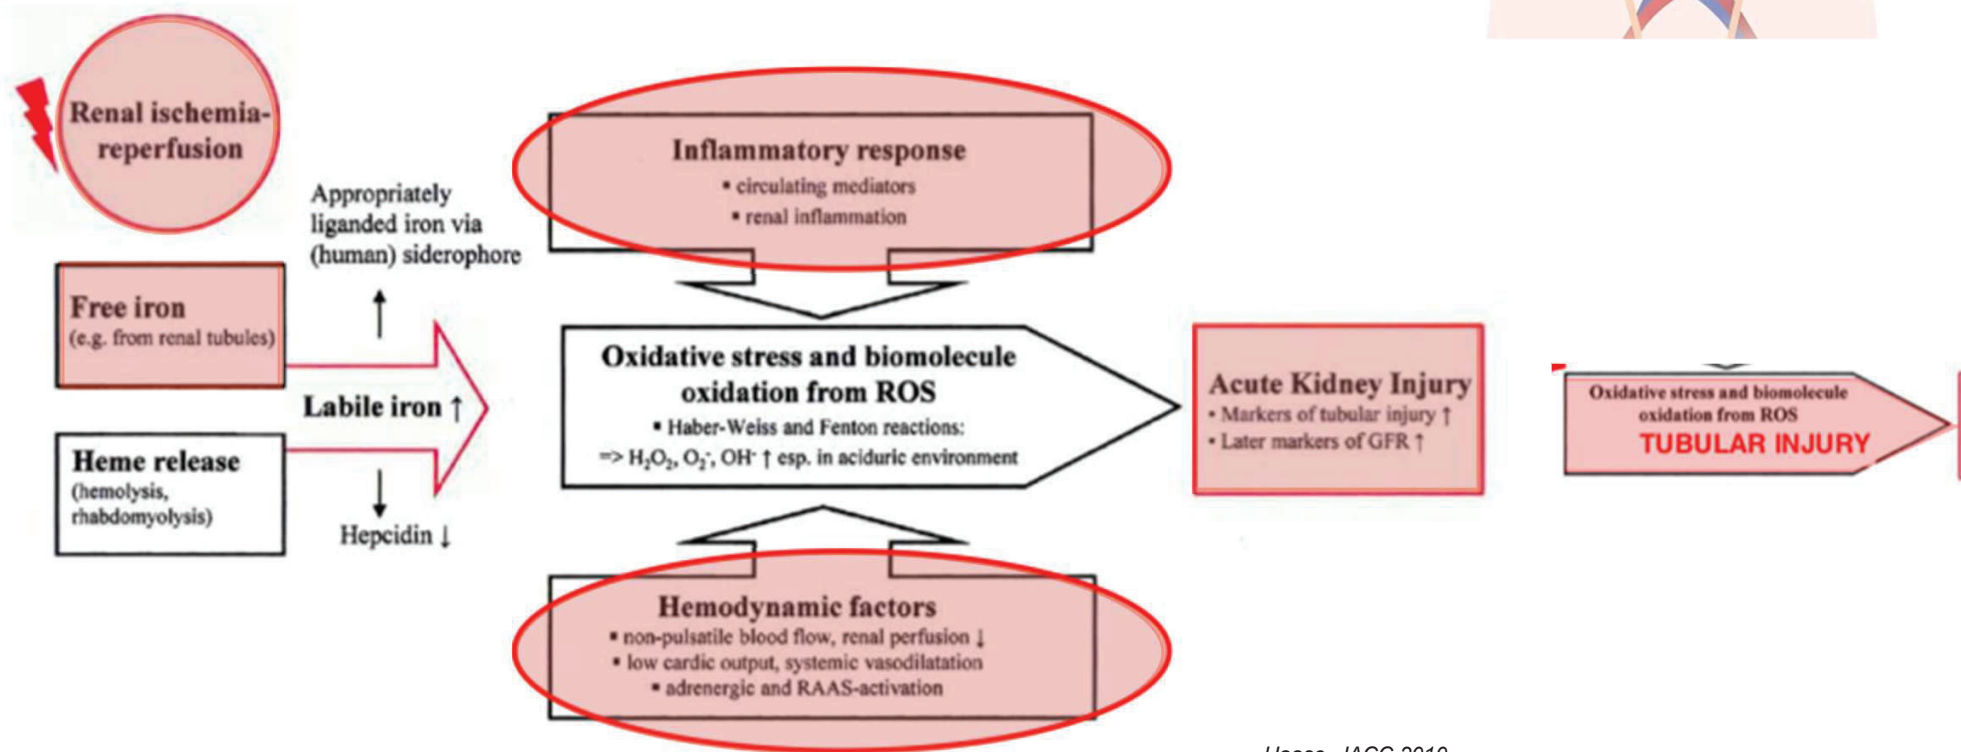 Renal ischemia-
reperfusion
Appropriately
liganded iron via
(human) siderophore
Free iron
(e.g. from renal tubules)
Labile iron ↑
Heme release
(hemolysis,
rhabdomyolysis)
Hepcidin ↓
Inflammatory response
▪ circulating mediators
▪ renal inflammation
Oxidative stress and biomolecule
oxidation from ROS
▪ Haber-Weiss and Fenton reactions:
=> H₂O₂, O₂⁻, OH⁻ ↑ esp. in aciduric environment
Hemodynamic factors
▪ non-pulsatile blood flow, renal perfusion ↓
▪ low cardic output, systemic vasodilatation
▪ adrenergic and RAAS-activation
Acute Kidney Injury
• Markers of tubular injury ↑
• Later markers of GFR ↑
Oxidative stress and biomolecule
oxidation from ROS
TUBULAR INJURY